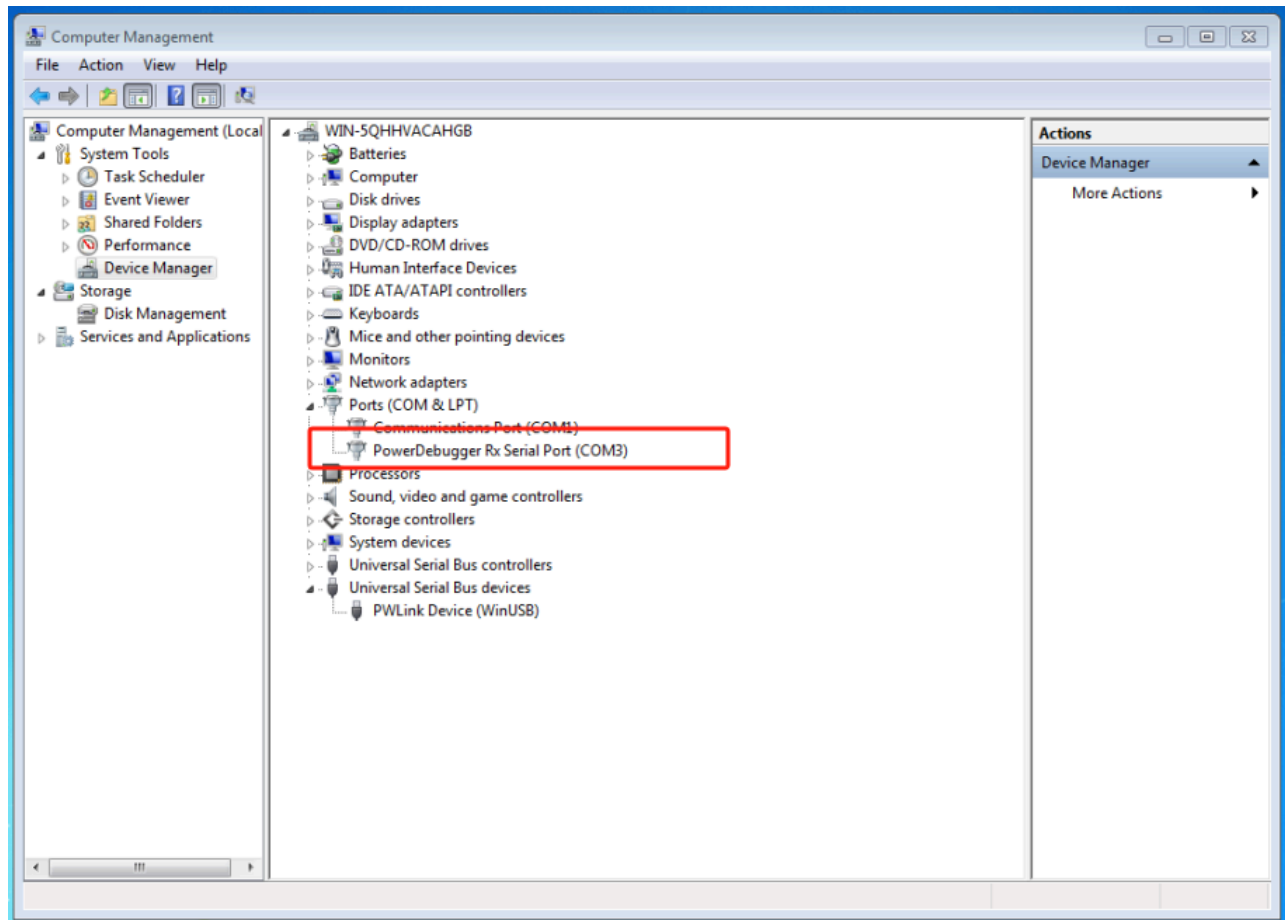 Computer Management
File Action View Help
Computer Management (Local
System Tools
Task Scheduler
Event Viewer
Shared Folders
Performance
Device Manager
Storage
Disk Management
Services and Applications
WIN-5QHHVACAHGB
Batteries
Computer
Disk drives
Display adapters
DVD/CD-ROM drives
Human Interface Devices
IDE ATA/ATAPI controllers
Keyboards
Mice and other pointing devices
Monitors
Network adapters
Ports (COM & LPT)
Communications Port (COM1)
PowerDebugger Rx Serial Port (COM3)
Processors
Sound, video and game controllers
Storage controllers
System devices
Universal Serial Bus controllers
Universal Serial Bus devices
PWLink Device (WinUSB)
Actions
Device Manager
More Actions